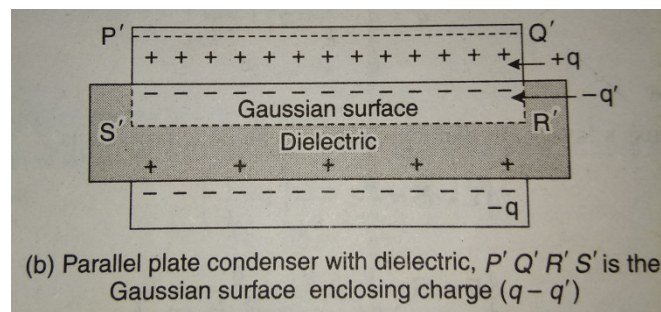 P′ Q′
+ + + + + + + + + + + +q
– – – – – – – – – – – –q′
Gaussian surface
S′ R′
Dielectric
+ + + + +
– – – – – – – – – – – –q
(b) Parallel plate condenser with dielectric, P′ Q′ R′ S′ is the
Gaussian surface enclosing charge (q – q′)